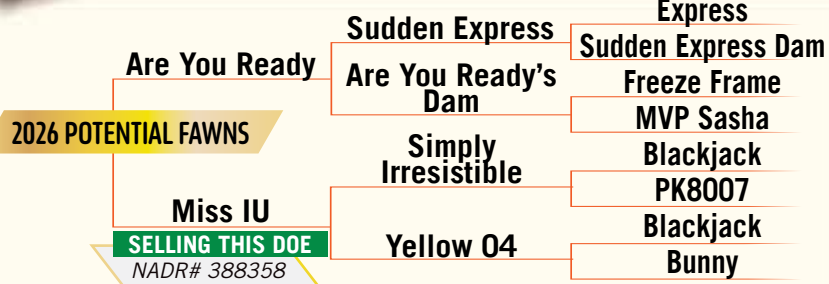 Express
Sudden Express
Sudden Express Dam
Are You Ready
Are You Ready's
Dam
Freeze Frame
MVP Sasha
2026 POTENTIAL FAWNS
Simply
Irresistible
Blackjack
PK8007
Miss IU
SELLING THIS DOE
NADR# 388358
Yellow 04
Blackjack
Bunny